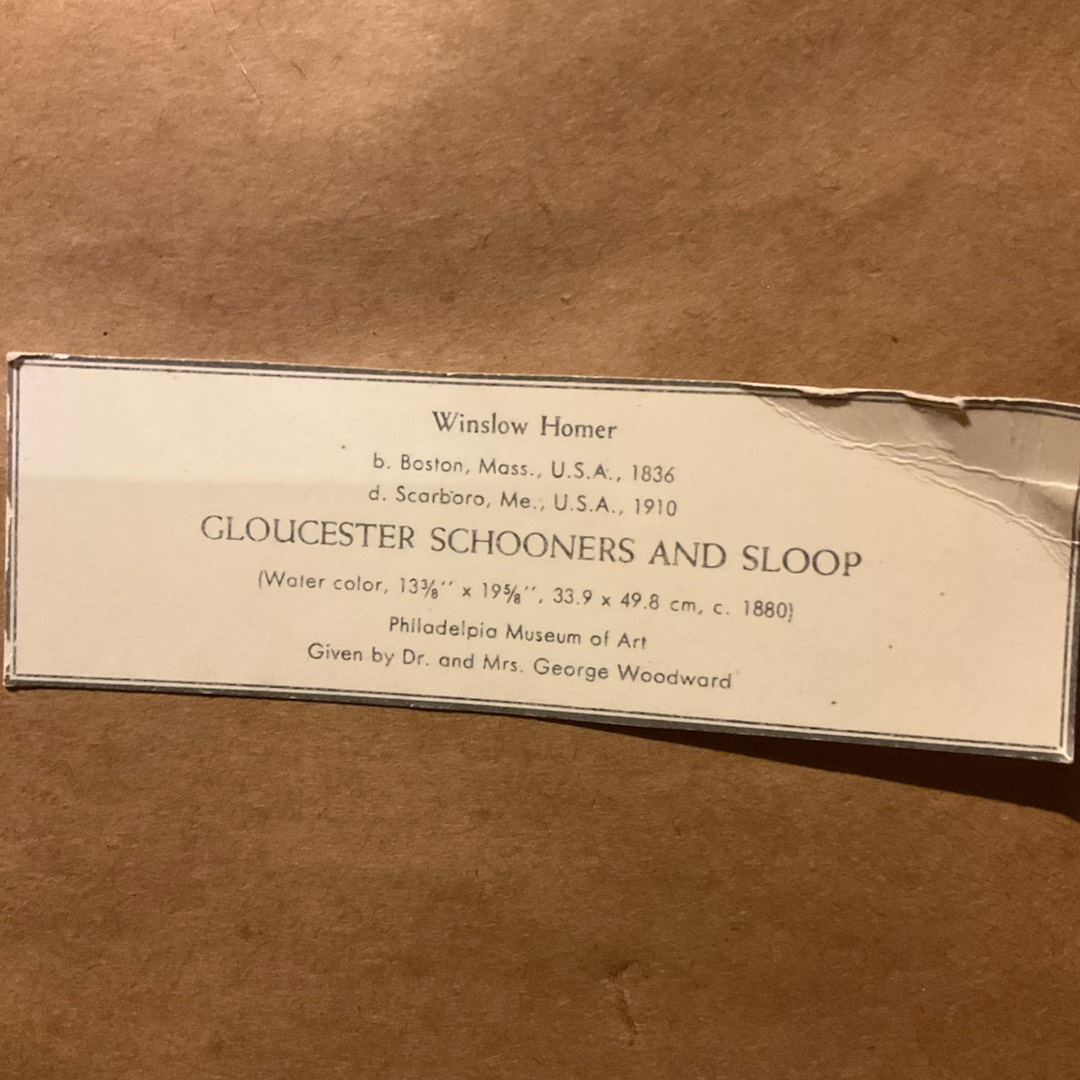 Winslow Homer
b. Boston, Mass., U.S.A., 1836
d. Scarboro, Me., U.S.A., 1910
GLOUCESTER SCHOONERS AND SLOOP
(Water color, 13⅜″ x 19⅝″, 33.9 x 49.8 cm, c. 1880)
Philadelpia Museum of Art
Given by Dr. and Mrs. George Woodward